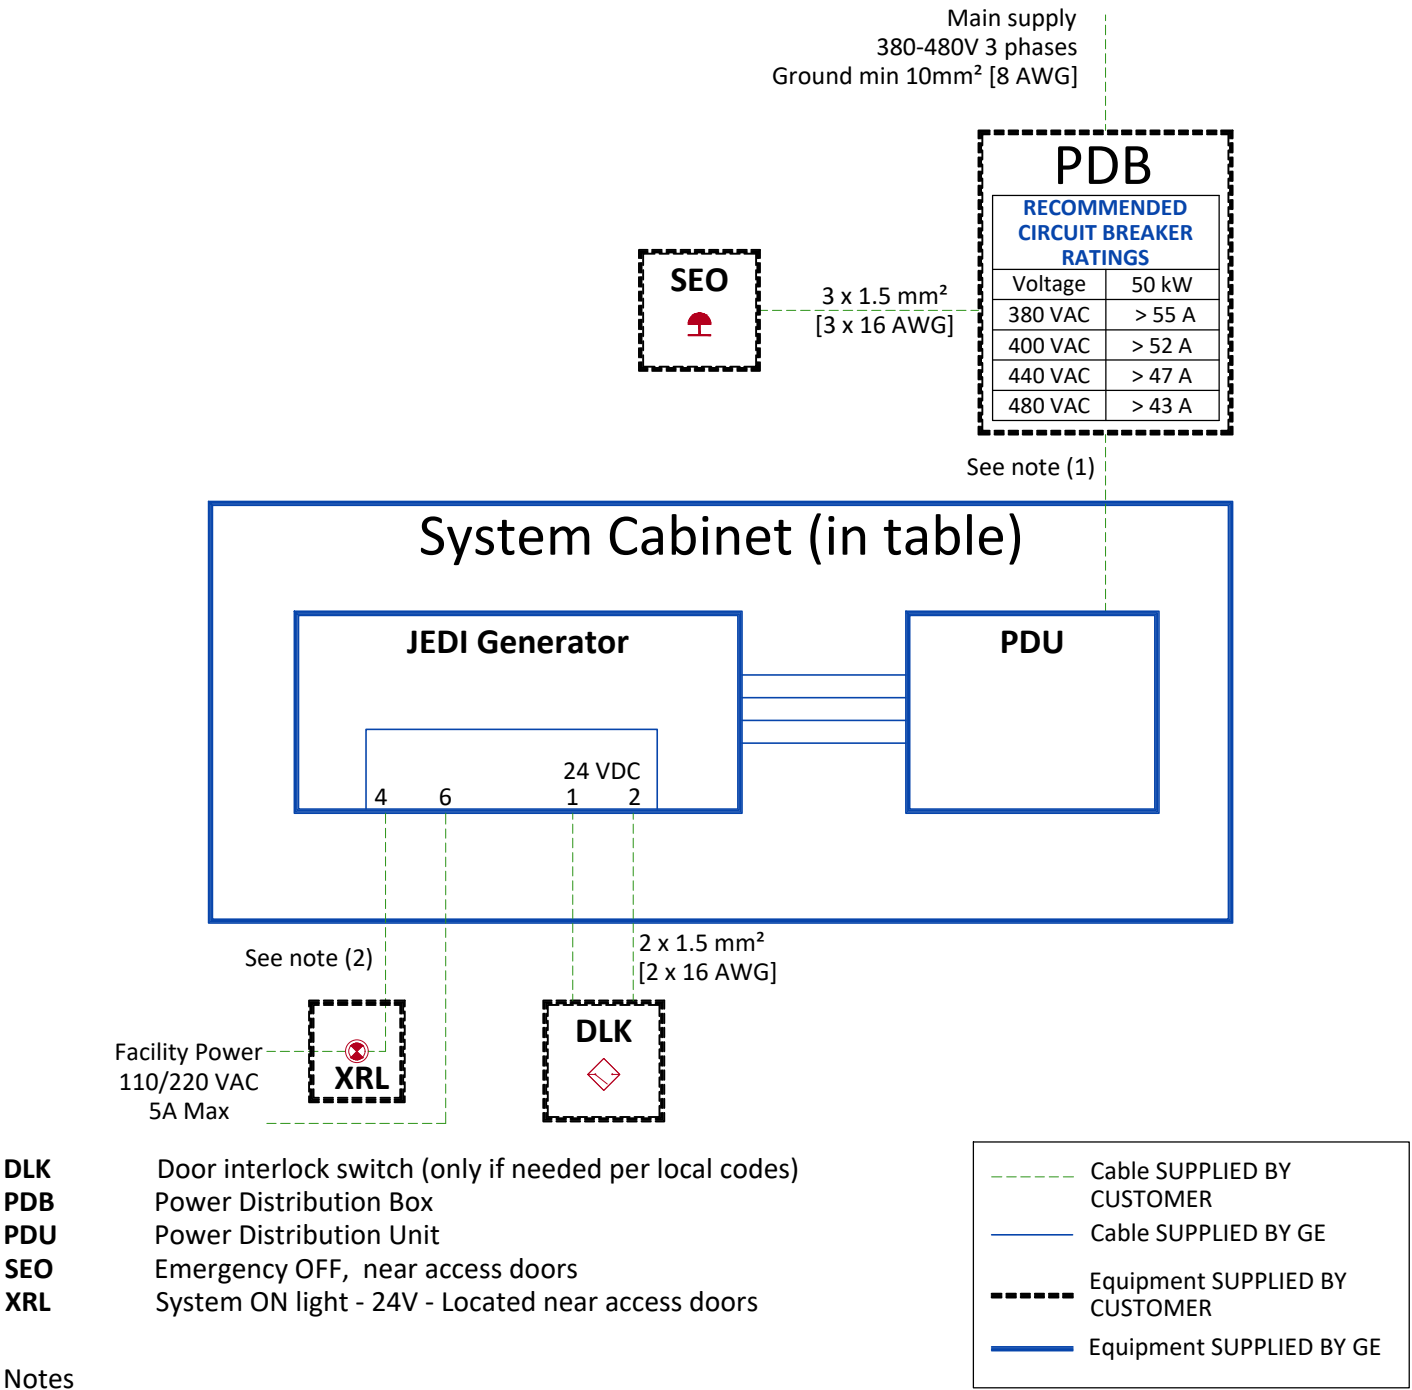 Main supply
380-480V 3 phases
Ground min 10mm² [8 AWG]
PDB
RECOMMENDED
CIRCUIT BREAKER
RATINGS
Voltage 50 kW
380 VAC > 55 A
400 VAC > 52 A
440 VAC > 47 A
480 VAC > 43 A
SEO
3 x 1.5 mm²
[3 x 16 AWG]
See note (1)
System Cabinet (in table)
JEDI Generator
PDU
24 VDC
4 6 1 2
See note (2)
2 x 1.5 mm²
[2 x 16 AWG]
DLK
XRL
Facility Power
110/220 VAC
5A Max
DLK Door interlock switch (only if needed per local codes)
PDB Power Distribution Box
PDU Power Distribution Unit
SEO Emergency OFF, near access doors
XRL System ON light - 24V - Located near access doors
Cable SUPPLIED BY
CUSTOMER
Cable SUPPLIED BY GE
Equipment SUPPLIED BY
CUSTOMER
Equipment SUPPLIED BY GE
Notes